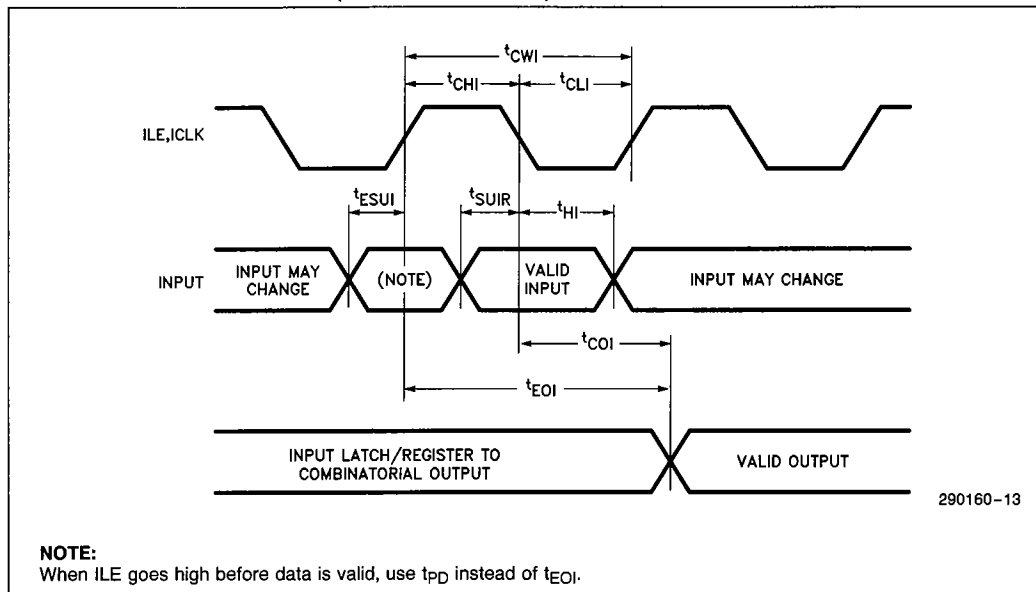 tCWI
tCHI
tCLI
ILE,ICLK
tESUI
tSUIR
tHI
INPUT
INPUT MAY
CHANGE
(NOTE)
VALID
INPUT
INPUT MAY CHANGE
tCOI
tEOI
INPUT LATCH/REGISTER TO
COMBINATORIAL OUTPUT
VALID OUTPUT
290160-13
NOTE:
When ILE goes high before data is valid, use tPD instead of tEOI.